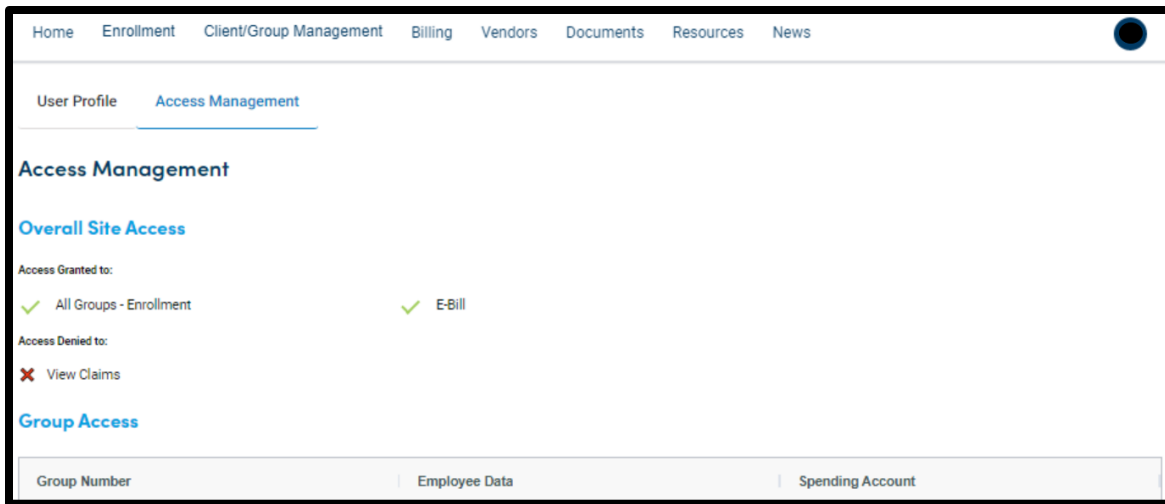 Home Enrollment Client/Group Management Billing Vendors Documents Resources News
User Profile Access Management
Access Management
Overall Site Access
Access Granted to:
All Groups - Enrollment E-Bill
Access Denied to:
View Claims
Group Access
Group Number Employee Data Spending Account